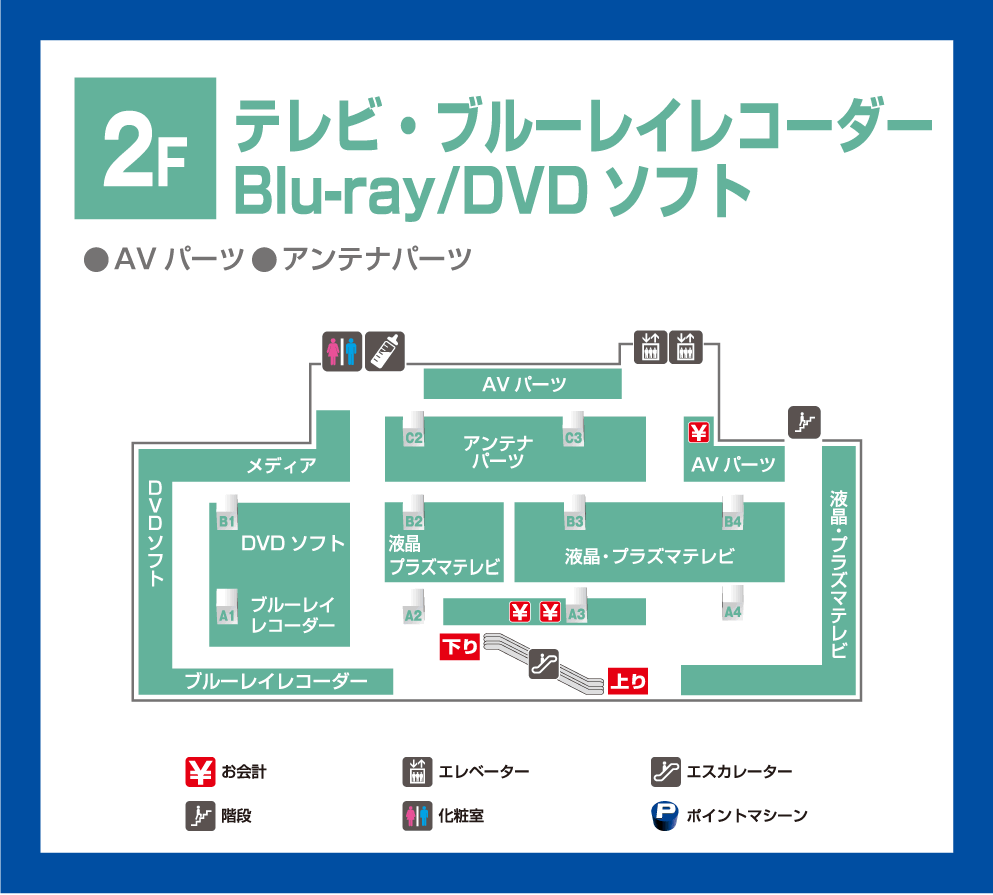 2F
テレビ・ブルーレイレコーダー
Blu-ray/DVD ソフト
●AV パーツ ●アンテナパーツ
AV パーツ
C2
C3
アンテナ
パーツ
¥
AV パーツ
メディア
DVDソフト
B1
DVD ソフト
B2
液晶
プラズマテレビ
B3
B4
液晶・プラズマテレビ
液晶・プラズマテレビ
A1
ブルーレイ
レコーダー
A2
¥ ¥
A3
A4
下り
上り
ブルーレイレコーダー
¥ お会計
エレベーター
エスカレーター
階段
化粧室
P ポイントマシーン